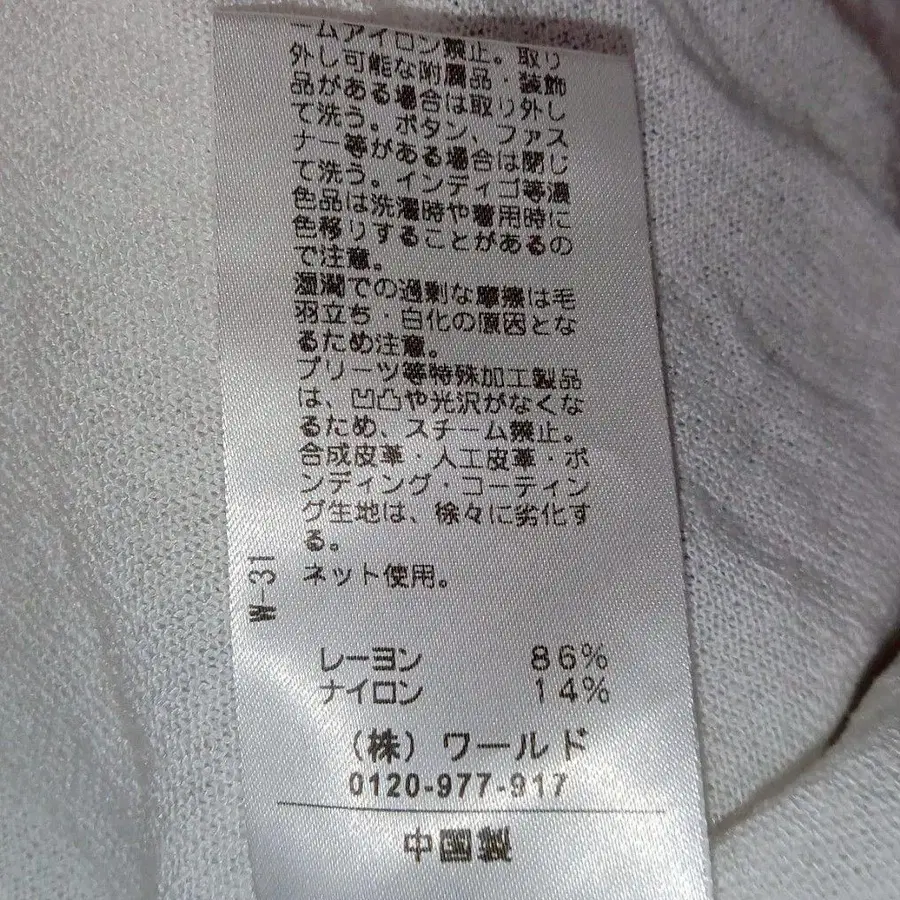 ームアイロン禁止。取り
外し可能な附属品・装飾
品がある場合は取り外し
て洗う。ボタン、ファス
ナー等がある場合は閉じ
て洗う。インディゴ等濃
色品は洗濯時や着用時に
色移りすることがあるの
で注意。
湿潤での過剰な摩擦は毛
羽立ち・白化の原因とな
るため注意。
プリーツ等特殊加工製品
は、凹凸や光沢がなくな
るため、スチーム禁止。
合成皮革・人工皮革・ボ
ンディング・コーティン
グ生地は、徐々に劣化す
る。
ネット使用。
W-31
レーヨン 86%
ナイロン 14%
(株)ワールド
0120-977-917
中国製